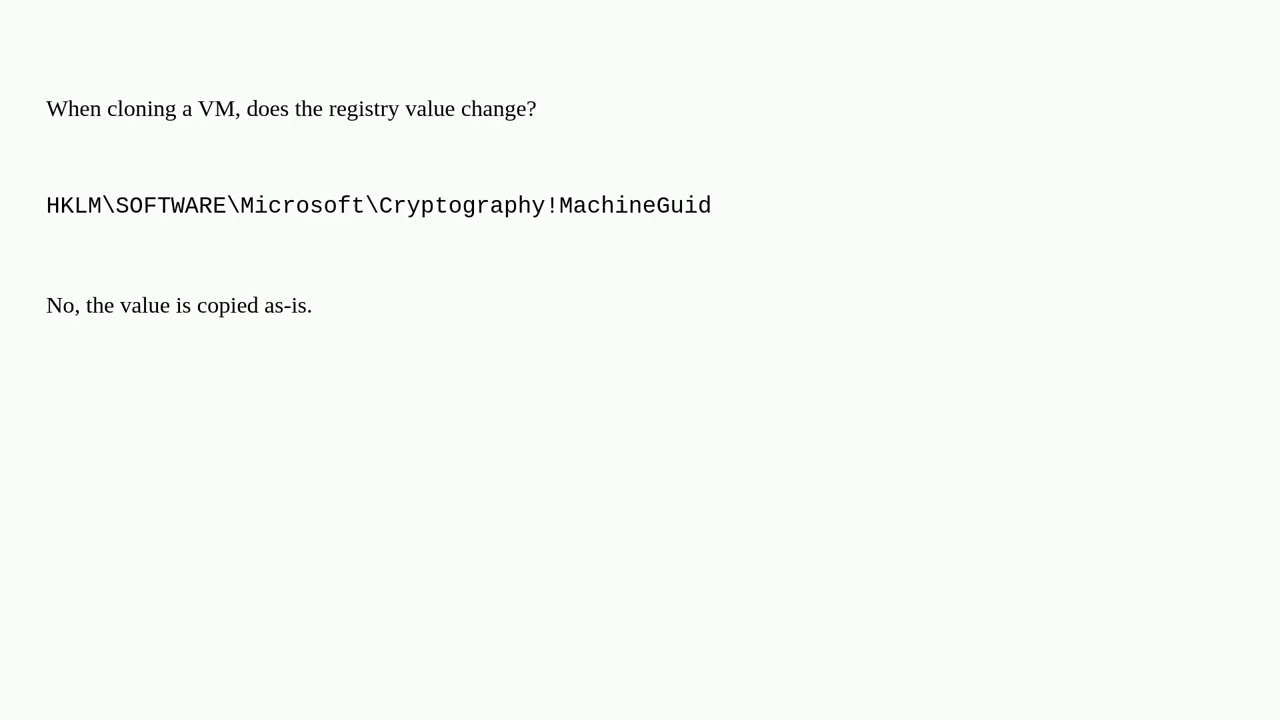 When cloning a VM, does the registry value change?
HKLM\SOFTWARE\Microsoft\Cryptography!MachineGuid
No, the value is copied as-is.